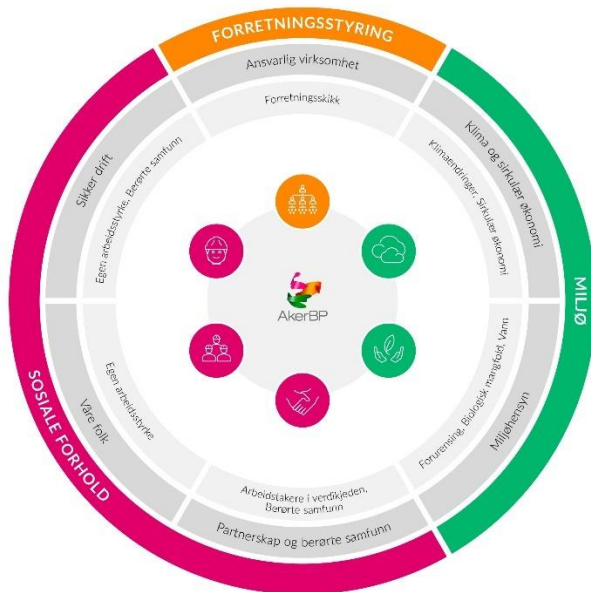 FORRETNINGSSTYRING
Ansvarlig virksomhet
Forretningsskikk
MILJØ
Klima og sirkulær økonomi
Klimaendringer, Sirkulær økonomi
Miljøhensyn
Forurensing, Biologisk mangfold, Vann
SOSIALE FORHOLD
Partnerskap og berørte samfunn
Arbeidstakere i verdikjeden,
Berørte samfunn
Våre folk
Egen arbeidsstyrke
Sikker drift
Egen arbeidsstyrke, Berørte samfunn
AkerBP